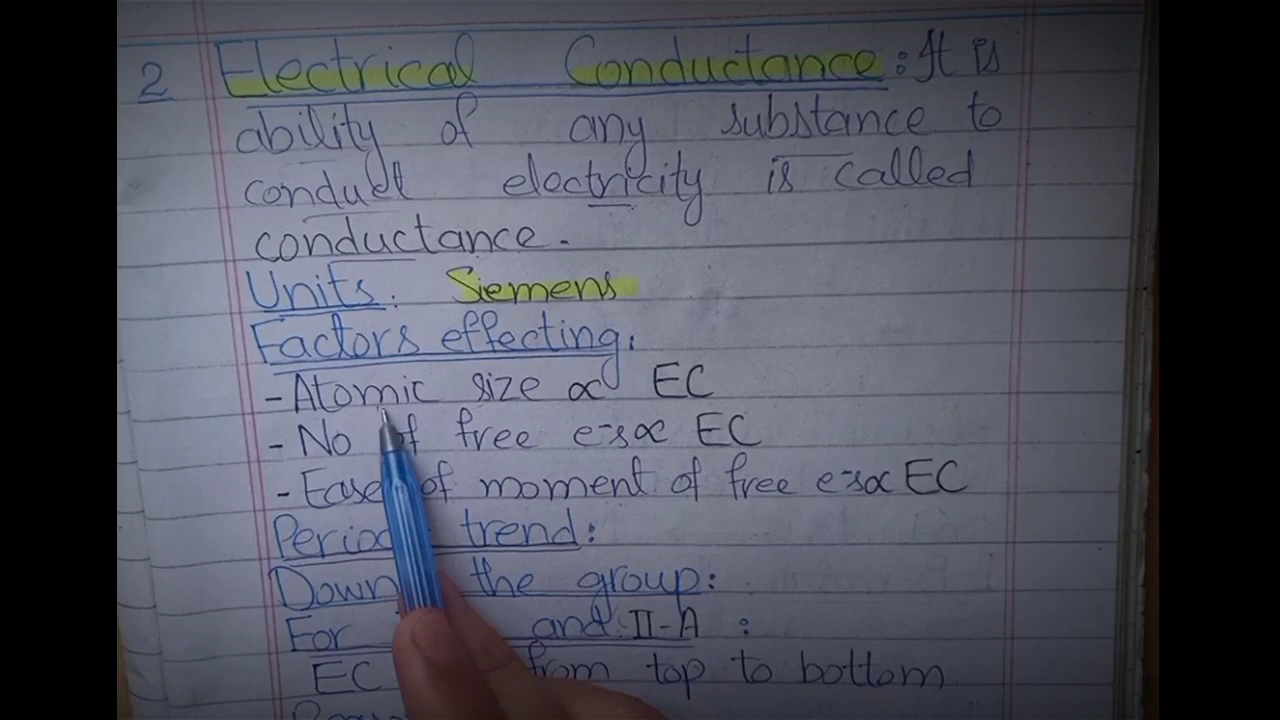 2 Electrical Conductance: It is
ability of any substance to
conduct electricity is called
conductance.
Units: Siemens
Factors effecting:
- Atomic size ∝ EC
- No of free e-s ∝ EC
- Ease of moment of free e-s ∝ EC
trend:
Down the group:
For and II-A :
EC from top to bottom